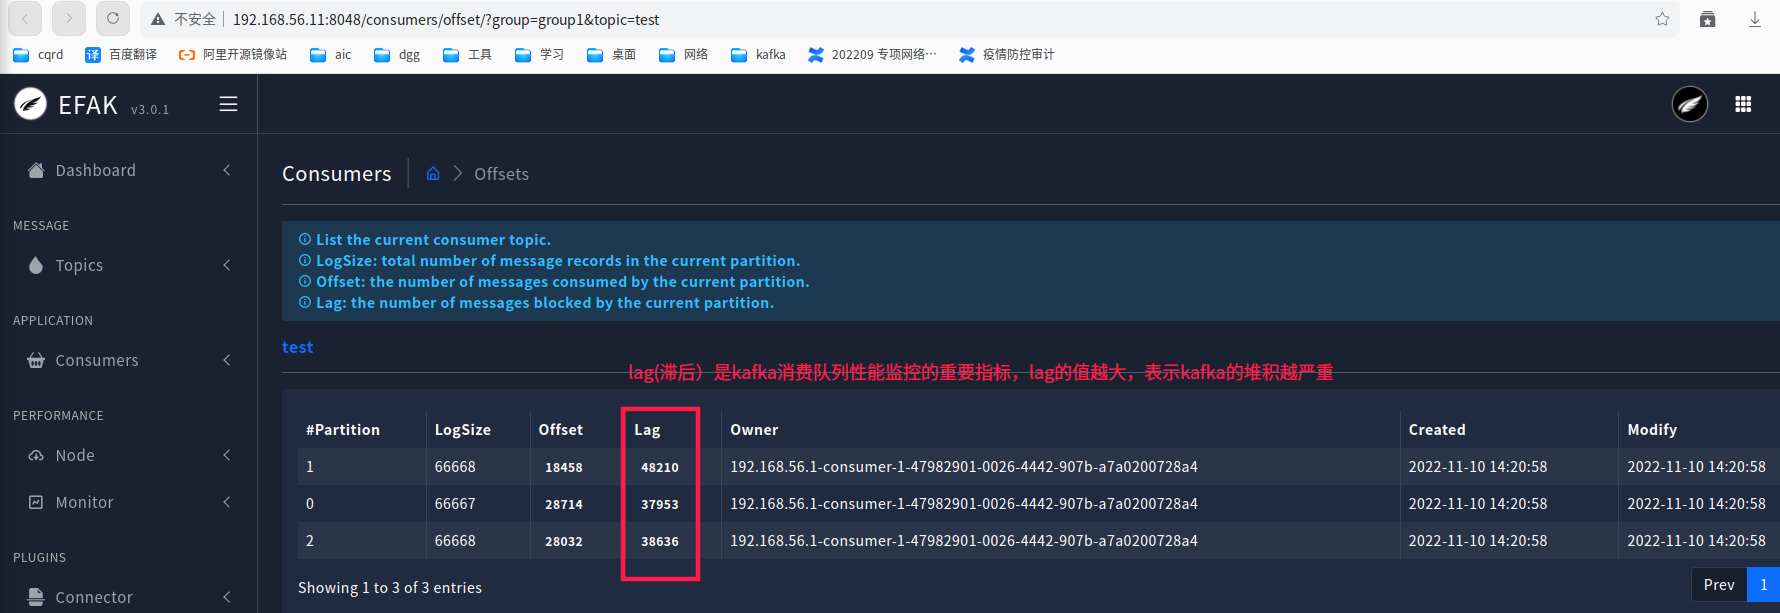 不安全 192.168.56.11:8048/consumers/offset/?group=group1&topic=test
cqrd 百度翻译 阿里开源镜像站 aic dgg 工具 学习 桌面 网络 kafka 202209 专项网络… 疫情防控审计
译
EFAK v3.0.1
Dashboard
MESSAGE
Topics
APPLICATION
Consumers
PERFORMANCE
Node
Monitor
PLUGINS
Connector
Consumers Offsets
List the current consumer topic.
LogSize: total number of message records in the current partition.
Offset: the number of messages consumed by the current partition.
Lag: the number of messages blocked by the current partition.
test
lag(滞后）是kafka消费队列性能监控的重要指标，lag的值越大，表示kafka的堆积越严重
#Partition LogSize Offset Lag Owner Created Modify
1 66668 18458 48210 192.168.56.1-consumer-1-47982901-0026-4442-907b-a7a0200728a4 2022-11-10 14:20:58 2022-11-10 14:20:58
0 66667 28714 37953 192.168.56.1-consumer-1-47982901-0026-4442-907b-a7a0200728a4 2022-11-10 14:20:58 2022-11-10 14:20:58
2 66668 28032 38636 192.168.56.1-consumer-1-47982901-0026-4442-907b-a7a0200728a4 2022-11-10 14:20:58 2022-11-10 14:20:58
Showing 1 to 3 of 3 entries
Prev 1